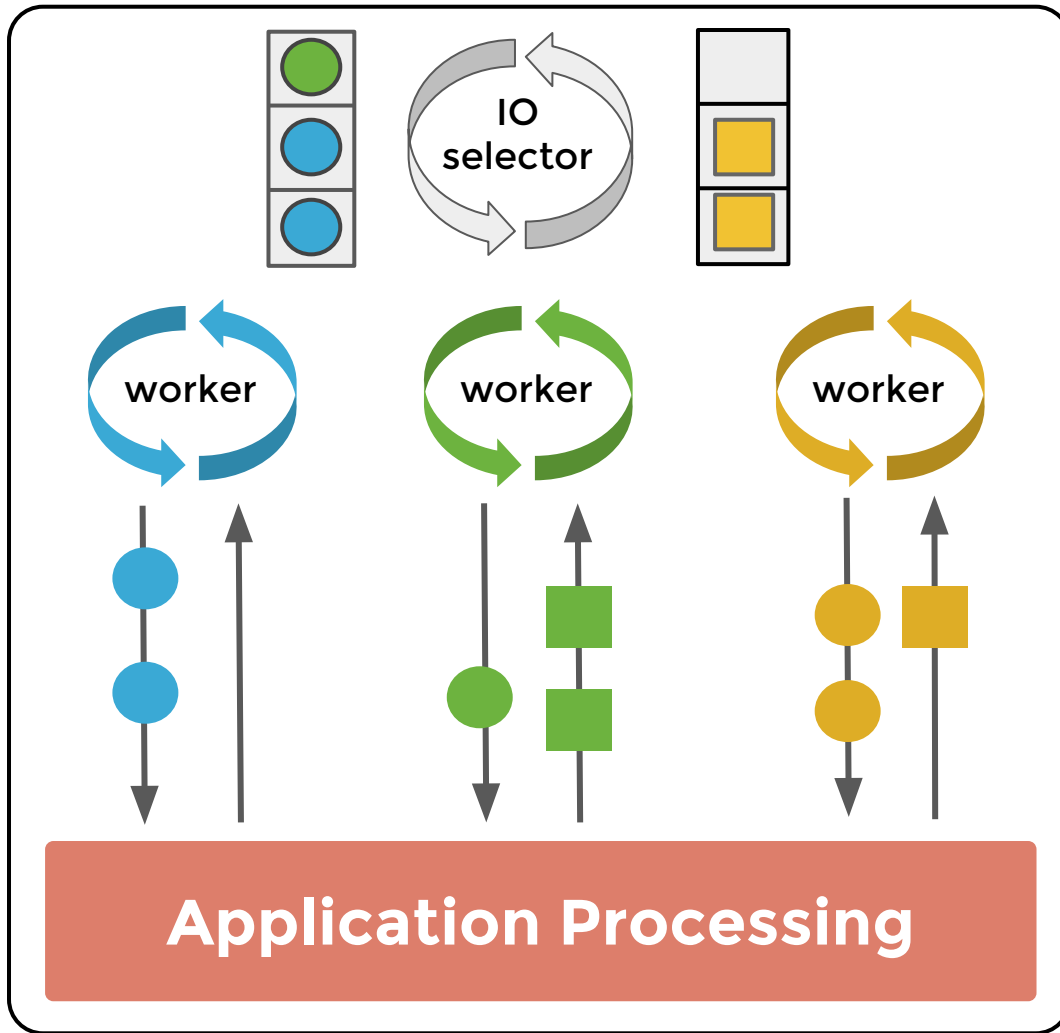 IO
selector
worker
worker
worker
Application Processing